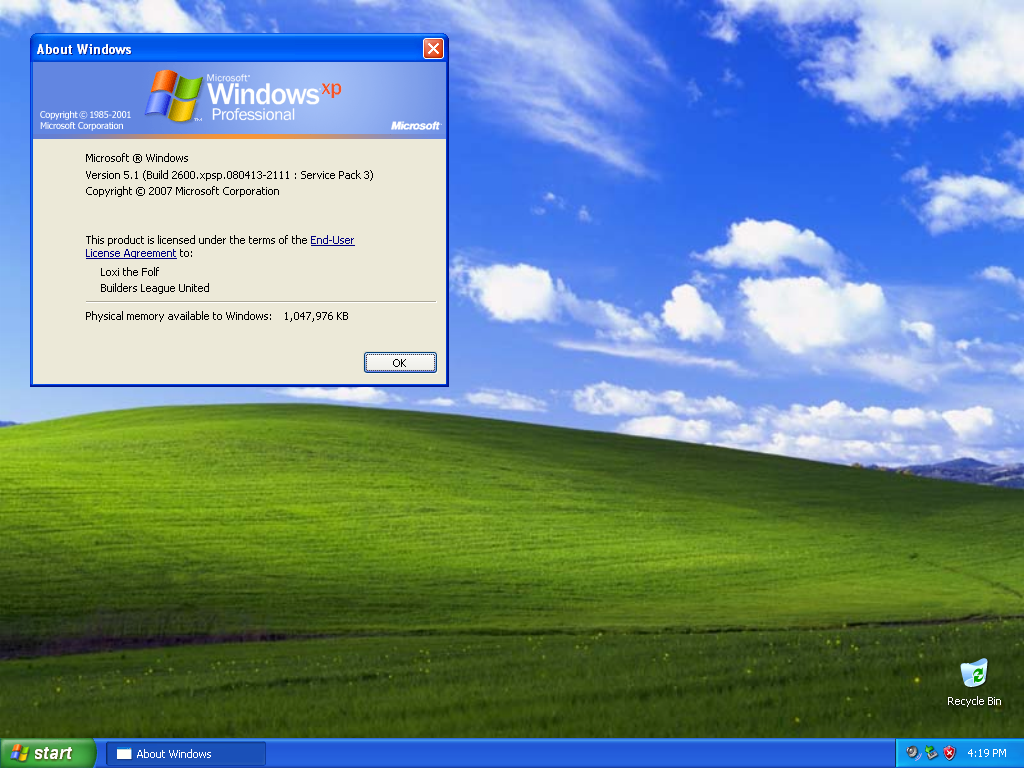 About Windows
Microsoft®
Windows xp
Professional
Copyright © 1985-2001
Microsoft Corporation
Microsoft
Microsoft ® Windows
Version 5.1 (Build 2600.xpsp.080413-2111 : Service Pack 3)
Copyright © 2007 Microsoft Corporation
This product is licensed under the terms of the End-User
License Agreement to:
Loxi the Folf
Builders League United
Physical memory available to Windows: 1,047,976 KB
OK
Recycle Bin
start
About Windows
4:19 PM